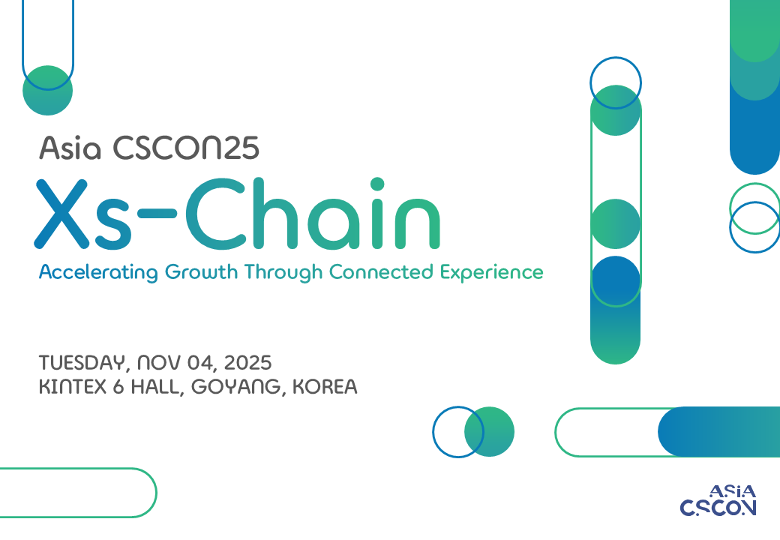 Asia CSCON25
Xs-Chain
Accelerating Growth Through Connected Experience
TUESDAY, NOV 04, 2025
KINTEX 6 HALL, GOYANG, KOREA
ASiA
CSCON